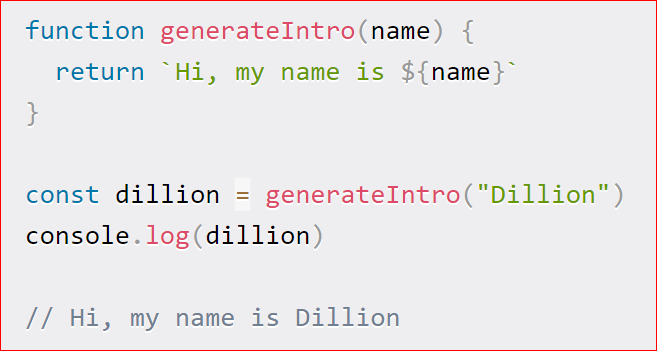 function generateIntro(name) {
  return `Hi, my name is ${name}`
}
const dillion = generateIntro("Dillion")
console.log(dillion)
// Hi, my name is Dillion